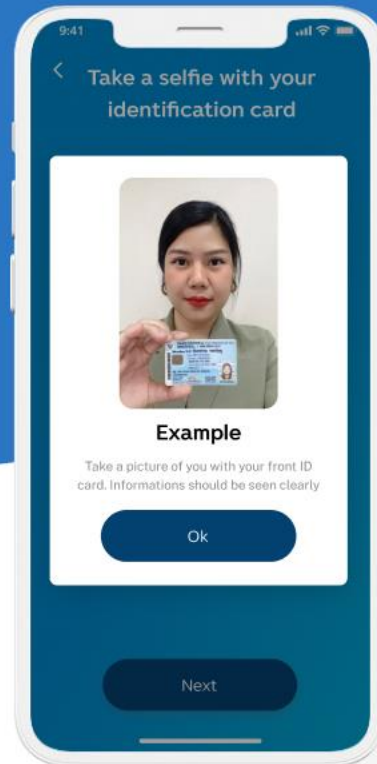 9:41
Take a selfie with your
identification card
Example
Take a picture of you with your front ID
card. Informations should be seen clearly
Ok
Next